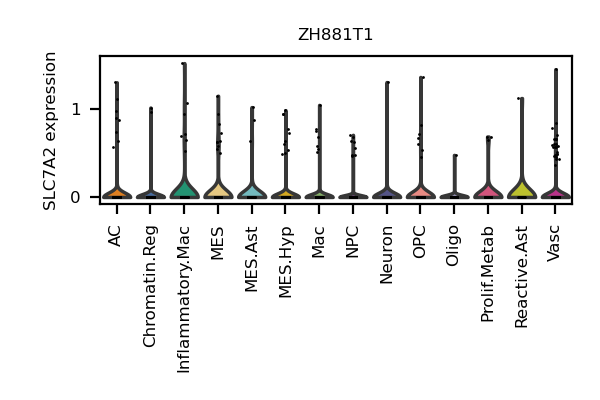 ZH881T1
SLC7A2 expression
1
0
AC
Chromatin.Reg
Inflammatory.Mac
MES
MES.Ast
MES.Hyp
Mac
NPC
Neuron
OPC
Oligo
Prolif.Metab
Reactive.Ast
Vasc